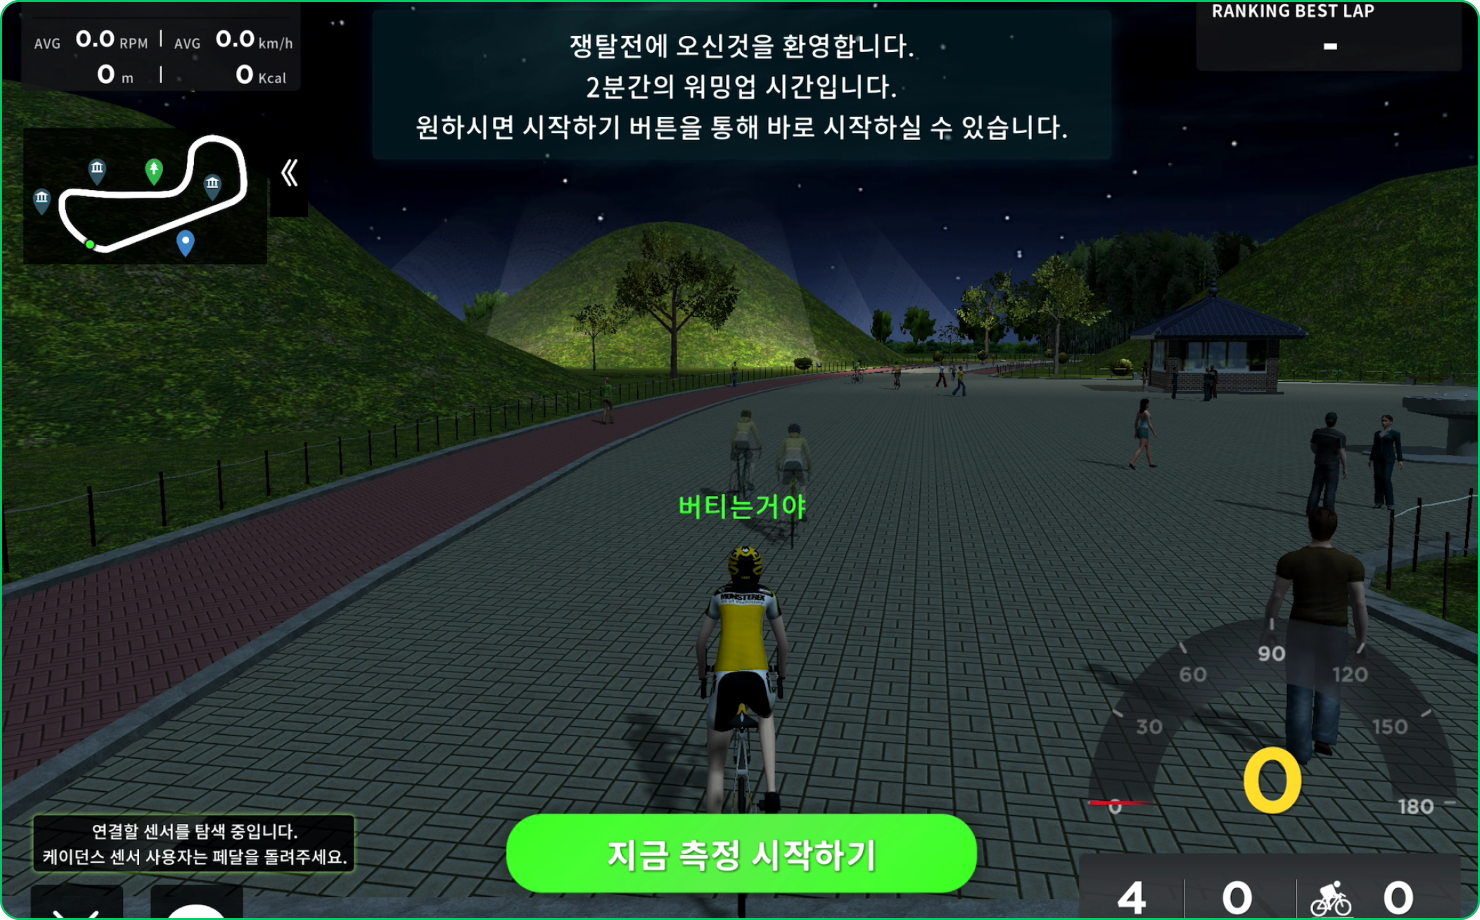 AVG 0.0 RPM | AVG 0.0 km/h
0 m | 0 Kcal
쟁탈전에 오신것을 환영합니다.
2분간의 워밍업 시간입니다.
원하시면 시작하기 버튼을 통해 바로 시작하실 수 있습니다.
RANKING BEST LAP
-
버티는거야
MONSTEREX
0
30
60
90
120
150
180
0
연결할 센서를 탐색 중입니다.
케이던스 센서 사용자는 페달을 돌려주세요.
지금 측정 시작하기
4 0 0